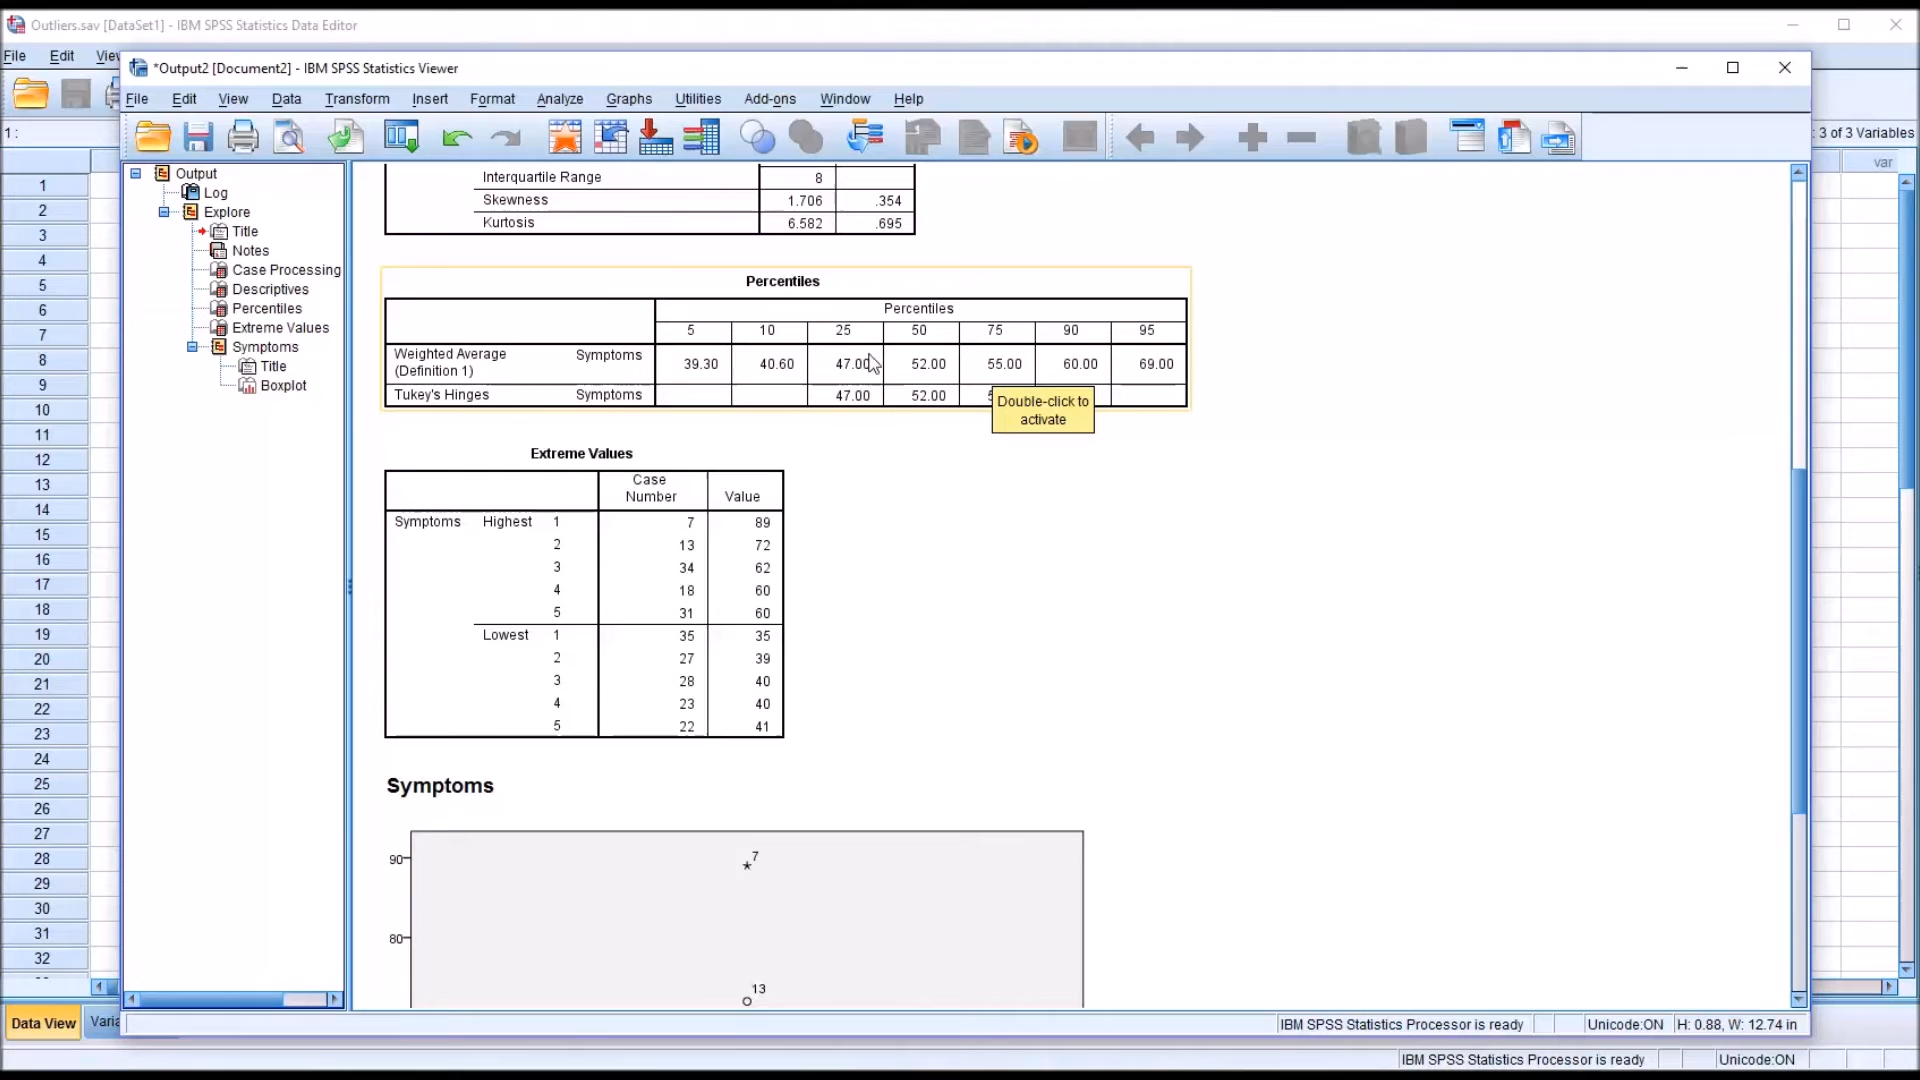 Outliers.sav [DataSet1] - IBM SPSS Statistics Data Editor
File Edit View
*Output2 [Document2] - IBM SPSS Statistics Viewer
File Edit View Data Transform Insert Format Analyze Graphs Utilities Add-ons Window Help
1 :
: 3 of 3 Variables
var
1
2
3
4
5
6
7
8
9
10
11
12
13
14
15
16
17
18
19
20
21
22
23
24
25
26
27
28
29
30
31
32
Output
Log
Explore
Title
Notes
Case Processing
Descriptives
Percentiles
Extreme Values
Symptoms
Title
Boxplot
Interquartile Range 8
Skewness 1.706 .354
Kurtosis 6.582 .695
Percentiles
Percentiles
5 10 25 50 75 90 95
Weighted Average Symptoms
(Definition 1)
39.30 40.60 47.00 52.00 55.00 60.00 69.00
Tukey's Hinges Symptoms 47.00 52.00
Double-click to
activate
Extreme Values
Case
Number Value
Symptoms Highest 1 7 89
2 13 72
3 34 62
4 18 60
5 31 60
Lowest 1 35 35
2 27 39
3 28 40
4 23 40
5 22 41
Symptoms
90
7
80
13
Data View
IBM SPSS Statistics Processor is ready Unicode:ON H: 0.88, W: 12.74 in
IBM SPSS Statistics Processor is ready Unicode:ON